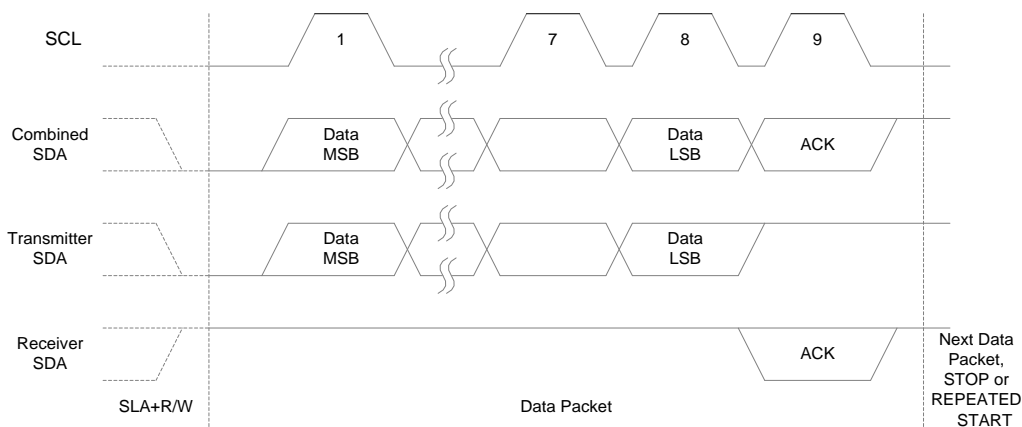 SCL
1
7
8
9
Combined
SDA
Data
MSB
Data
LSB
ACK
Transmitter
SDA
Data
MSB
Data
LSB
Receiver
SDA
ACK
SLA+R/W
Data Packet
Next Data
Packet,
STOP or
REPEATED
START